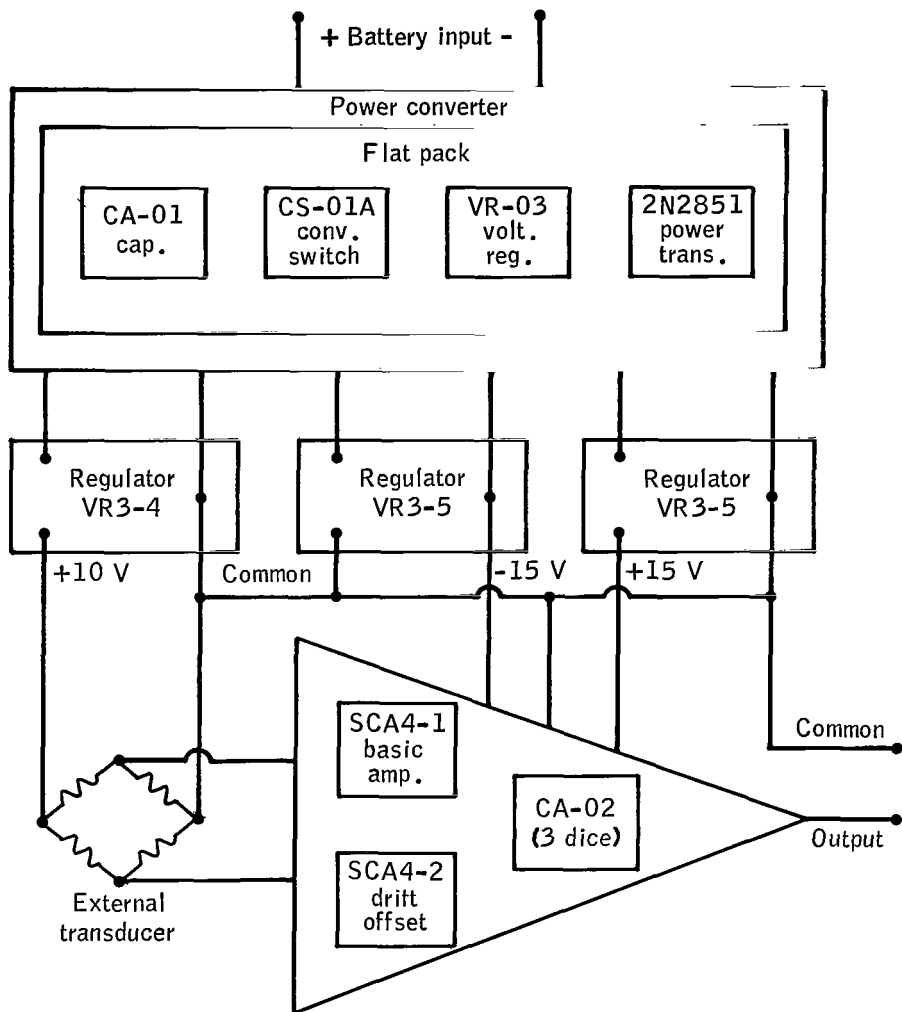 + Battery input -
Power converter
Flat pack
CA-01
cap.
CS-01A
conv.
switch
VR-03
volt.
reg.
2N2851
power
trans.
Regulator
VR3-4
Regulator
VR3-5
Regulator
VR3-5
+10 V
Common
-15 V
+15 V
SCA4-1
basic
amp.
CA-02
(3 dice)
Common
Output
SCA4-2
drift
offset
External
transducer